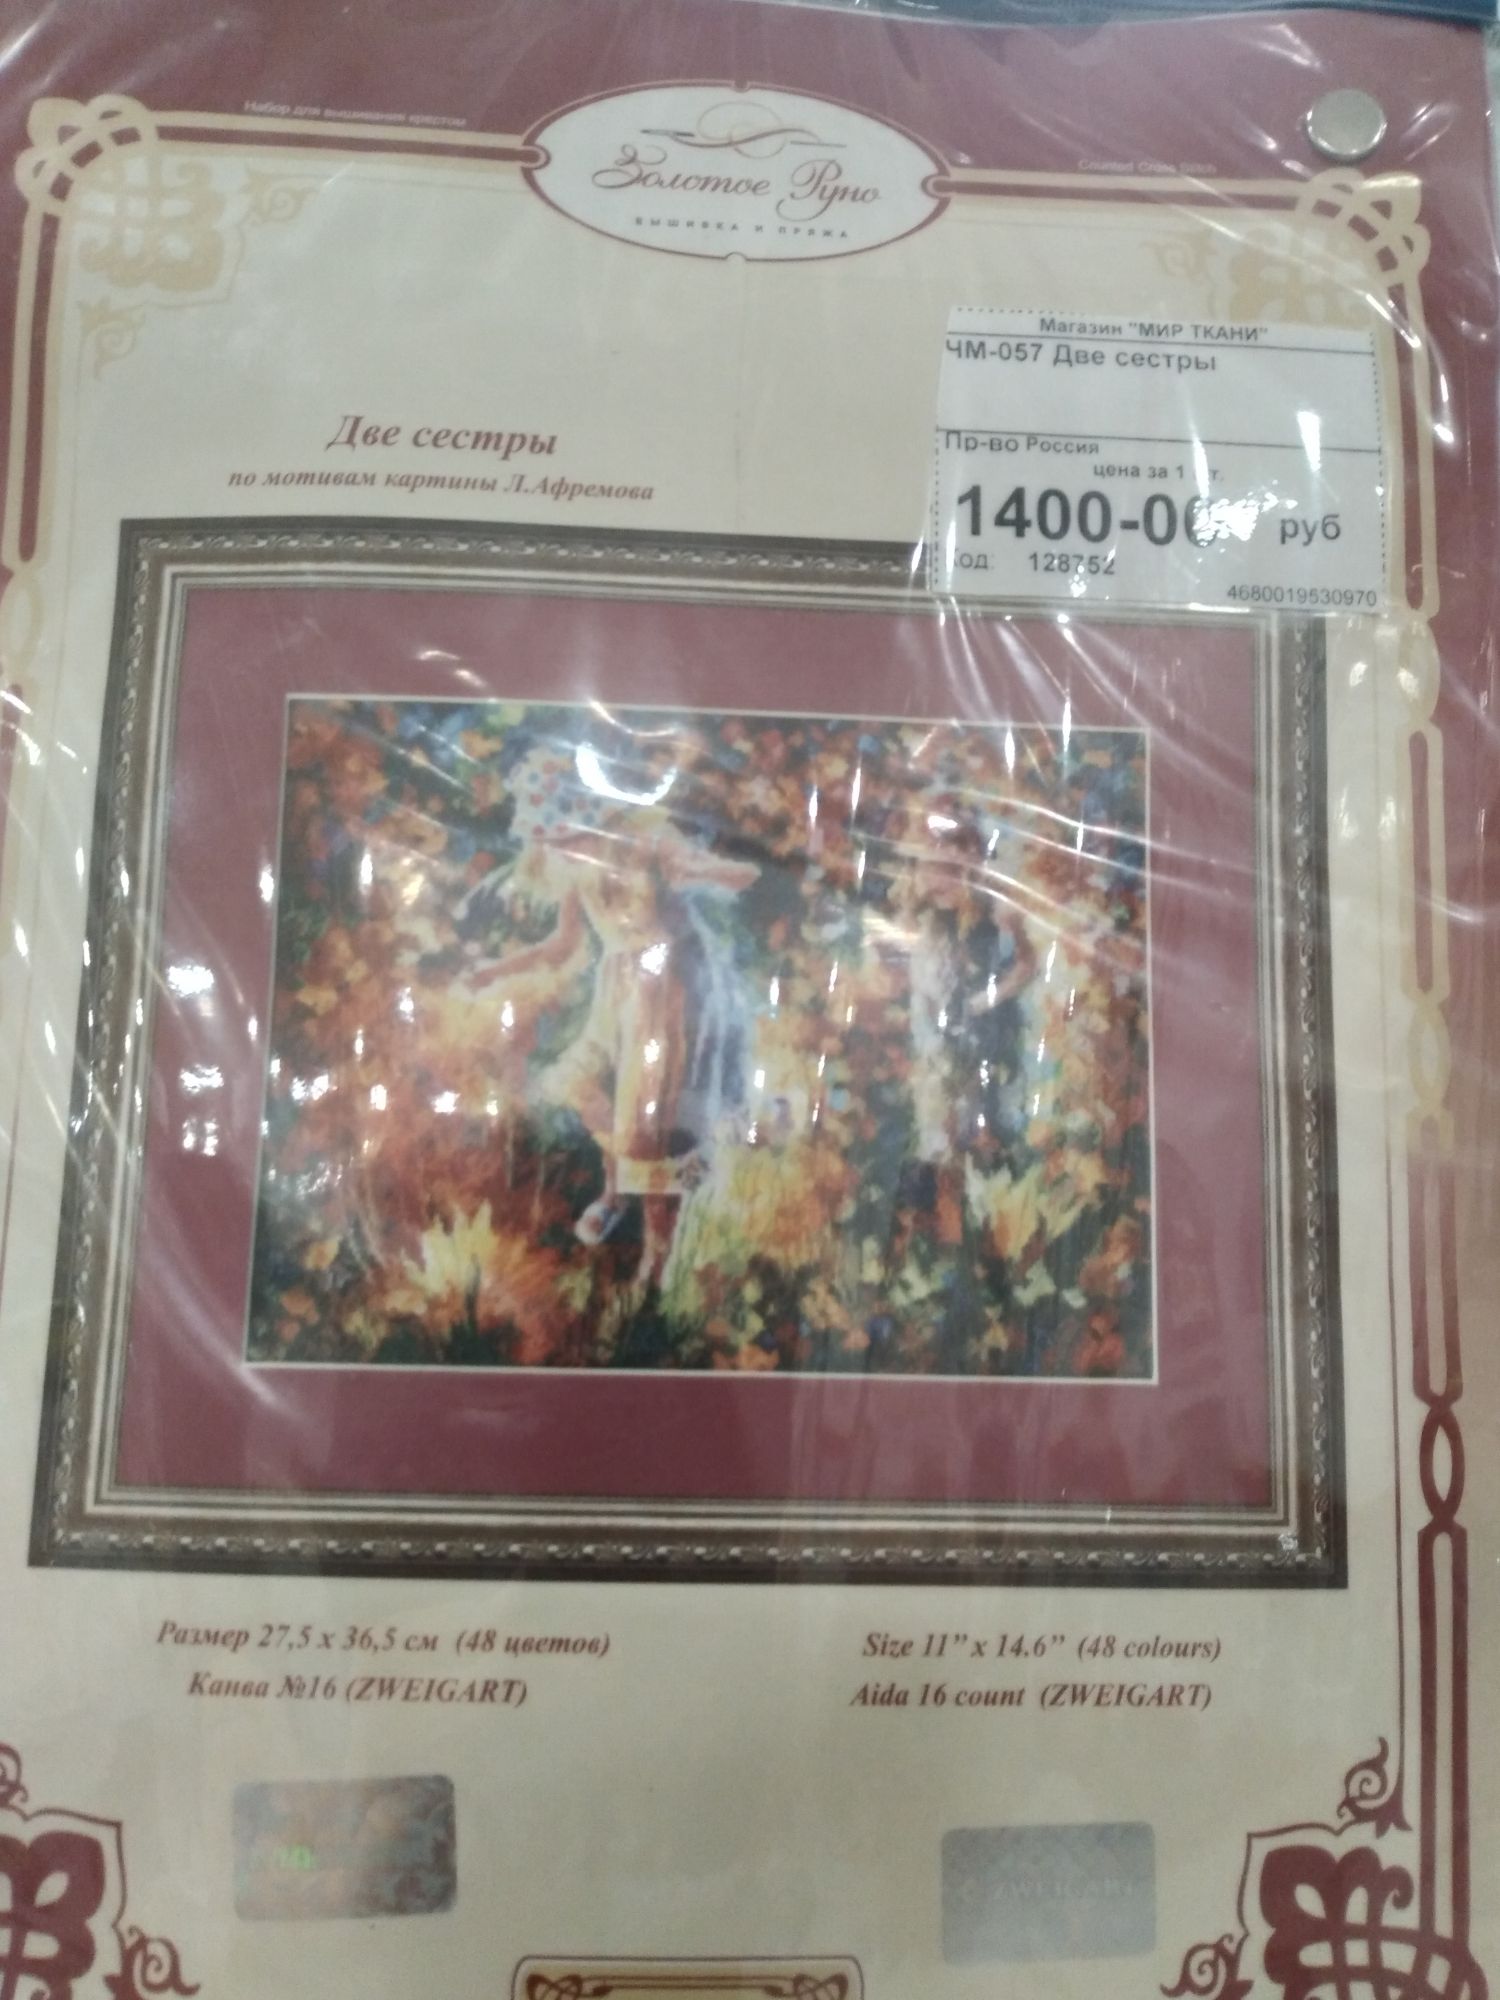 Набор для вышивания крестом
Золотое Руно
ВЫШИВКА И ПРЯЖА
Counted Cross Stitch
Магазин "МИР ТКАНИ"
ЧМ-057 Две сестры
Пр-во Россия
цена за 1
1400-00 руб
Код: 128752
4680019530970
Две сестры
по мотивам картины Л.Афремова
Размер 27,5 х 36,5 см (48 цветов)
Канва №16 (ZWEIGART)
Size 11” x 14.6” (48 colours)
Aida 16 count (ZWEIGART)
ZWEIGART